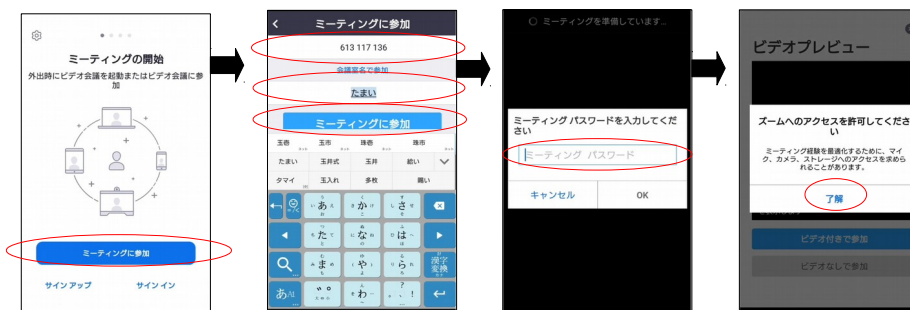 ミーティングの開始
外出時にビデオ会議を起動またはビデオ会議に参
加
ミーティングに参加
サイン アップ
サイン イン
ミーティングに参加
613 117 136
会議室名で参加
たまい
ミーティングに参加
玉壱 玉市 珠壱 珠市
たまい 玉井式 玉井 給い
タマイ 玉入れ 多枚
あ か さ
た な は
ま や ら 漢字
変換
わ 、 ! ?
ミーティングを準備しています...
ミーティング パスワードを入力してくだ
さい
ミーティング パスワード
キャンセル OK
ビデオプレビュー
ズームへのアクセスを許可してくださ
い
ミーティング経験を最適化するために、マイ
ク、カメラ、ストレージへのアクセスを求めら
れることがあります。
了解
ビデオ付きで参加
ビデオなしで参加